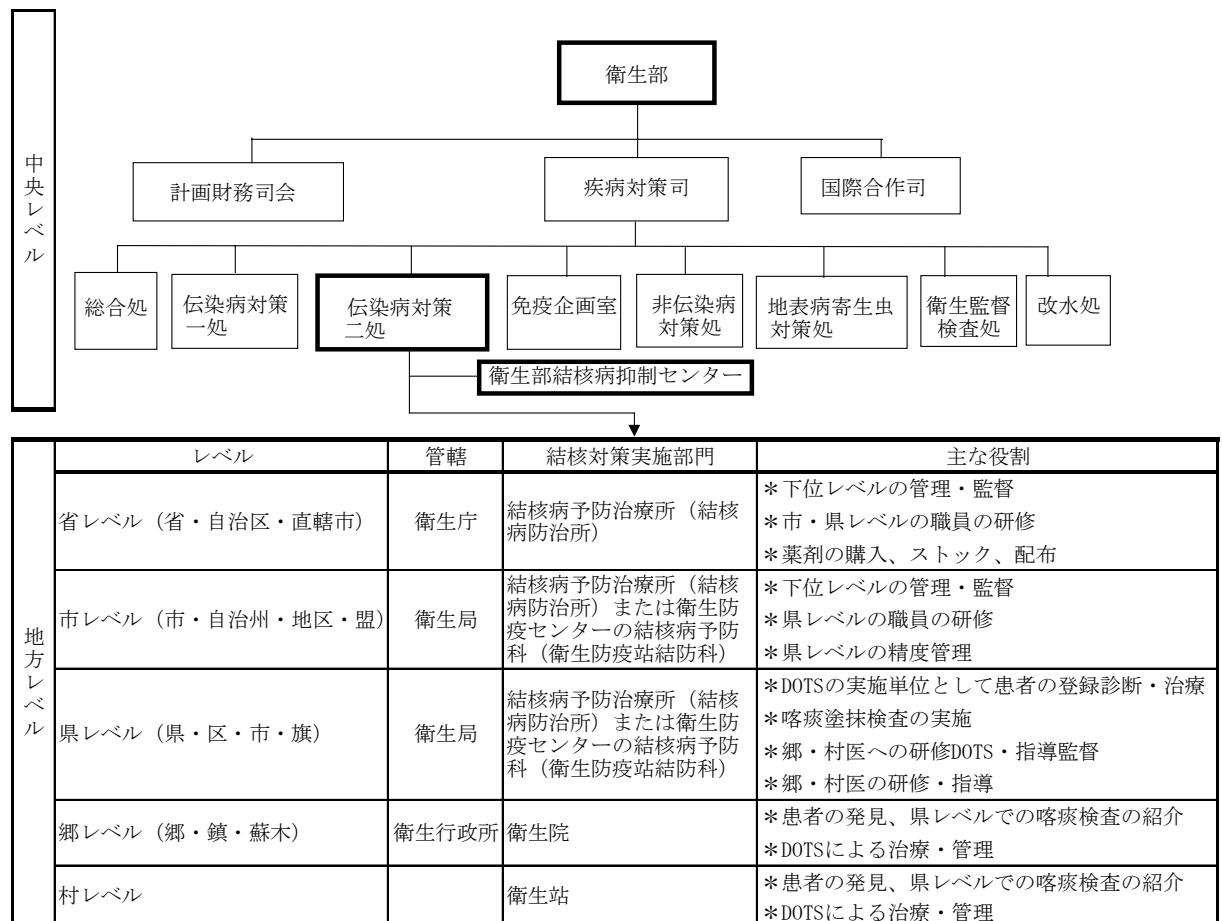 中央レベル
衛生部
計画財務司会
疾病対策司
国際合作司
総合処
伝染病対策
一処
伝染病対策
二処
免疫企画室
非伝染病
対策処
地表病寄生虫
対策処
衛生監督
検査処
改水処
衛生部結核病抑制センター
地方レベル
レベル
管轄
結核対策実施部門
主な役割
省レベル（省・自治区・直轄市）
衛生庁
結核病予防治療所（結核
病防治所）
＊下位レベルの管理・監督
＊市・県レベルの職員の研修
＊薬剤の購入、ストック、配布
市レベル（市・自治州・地区・盟）
衛生局
結核病予防治療所（結核
病防治所）または衛生防
疫センターの結核病予防
科（衛生防疫站結防科）
＊下位レベルの管理・監督
＊県レベルの職員の研修
＊県レベルの精度管理
県レベル（県・区・市・旗）
衛生局
結核病予防治療所（結核
病防治所）または衛生防
疫センターの結核病予防
科（衛生防疫站結防科）
＊DOTSの実施単位として患者の登録診断・治療
＊喀痰塗抹検査の実施
＊郷・村医への研修DOTS・指導監督
＊郷・村医の研修・指導
郷レベル（郷・鎮・蘇木）
衛生行政所
衛生院
＊患者の発見、県レベルでの喀痰検査の紹介
＊DOTSによる治療・管理
村レベル
衛生站
＊患者の発見、県レベルでの喀痰検査の紹介
＊DOTSによる治療・管理